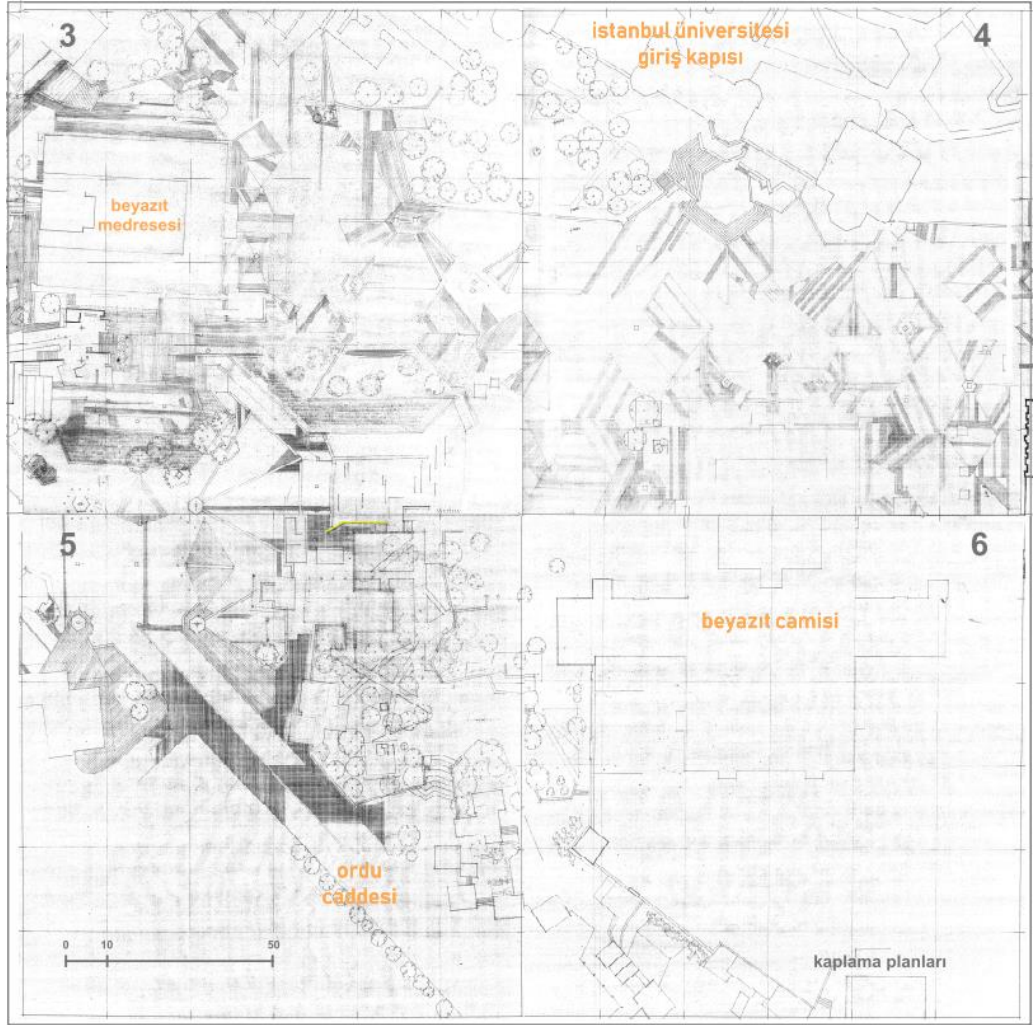 3
istanbul üniversitesi
giriş kapısı
4
beyazıt
medresesi
5
6
beyazıt camisi
ordu
caddesi
0 10 50
kaplama planları